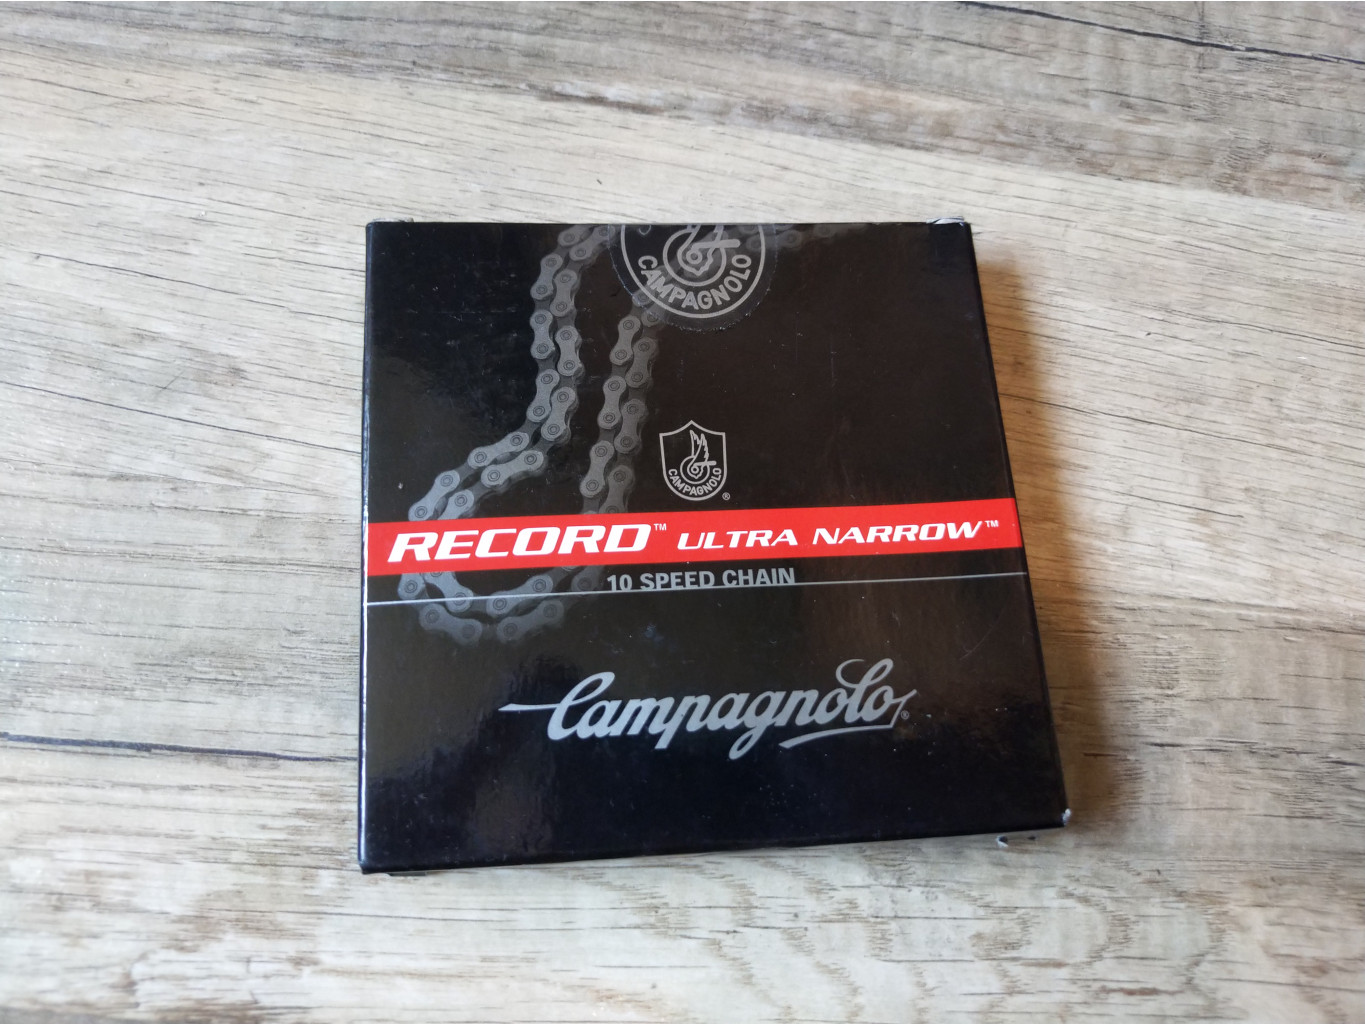 CAMPAGNOLO
CAMPAGNOLO ®
RECORD™ ULTRA NARROW™
10 SPEED CHAIN
Campagnolo®